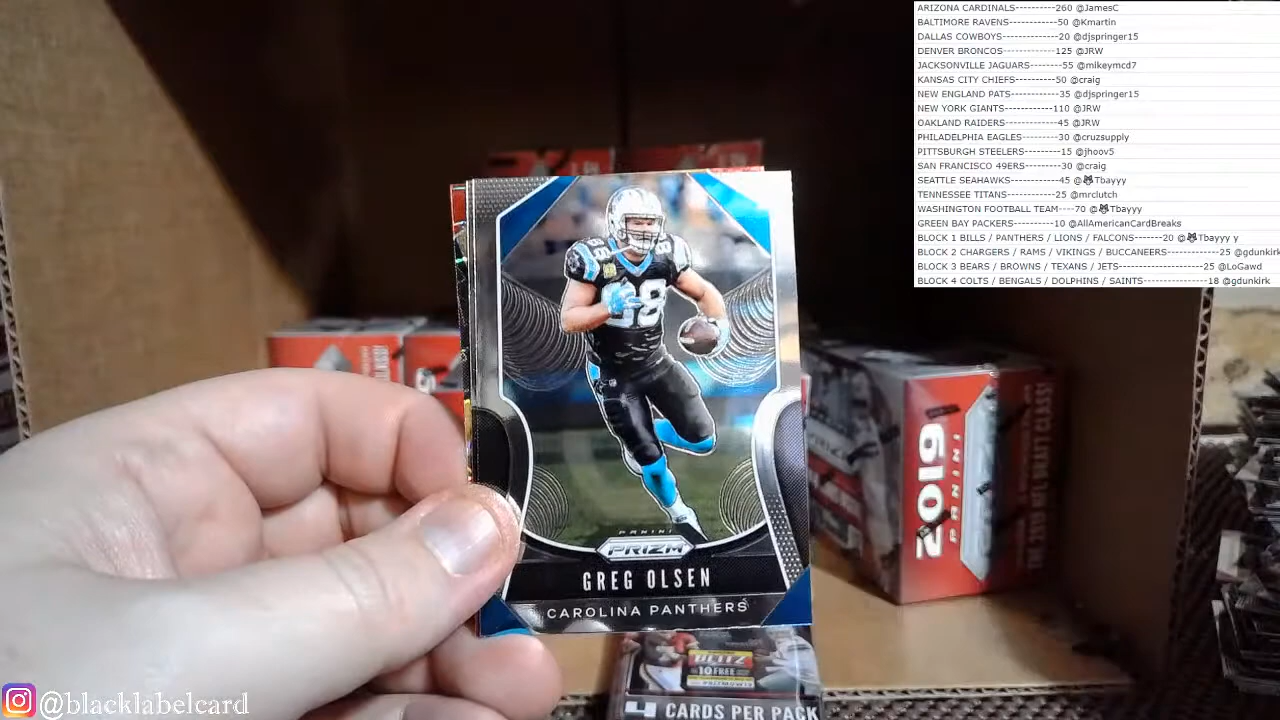 ARIZONA CARDINALS----------260 @JamesC
BALTIMORE RAVENS------------50 @Kmartin
DALLAS COWBOYS--------------20 @djspringer15
DENVER BRONCOS-------------125 @JRW
JACKSONVILLE JAGUARS--------55 @mikeymcd7
KANSAS CITY CHIEFS----------50 @craig
NEW ENGLAND PATS------------35 @djspringer15
NEW YORK GIANTS------------110 @JRW
OAKLAND RAIDERS-------------45 @JRW
PHILADELPHIA EAGLES---------30 @cruzsupply
PITTSBURGH STEELERS---------15 @jhoov5
SAN FRANCISCO 49ERS---------30 @craig
SEATTLE SEAHAWKS------------45 @😈Tbayyy
TENNESSEE TITANS------------25 @mrclutch
WASHINGTON FOOTBALL TEAM----70 @😈Tbayyy
GREEN BAY PACKERS-----------10 @AllAmericanCardBreaks
BLOCK 1 BILLS / PANTHERS / LIONS / FALCONS-------20 @😈Tbayy y
BLOCK 2 CHARGERS / RAMS / VIKINGS / BUCCANEERS-------------25 @gdunkirk
BLOCK 3 BEARS / BROWNS / TEXANS / JETS---------------------25 @LoGawd
BLOCK 4 COLTS / BENGALS / DOLPHINS / SAINTS----------------18 @gdunkirk
88
88
PANINI
PRIZM
GREG OLSEN
CAROLINA PANTHERS
2019
PANINI
BLITZ
10 FREE
4 CARDS PER PACK
@blacklabelcard